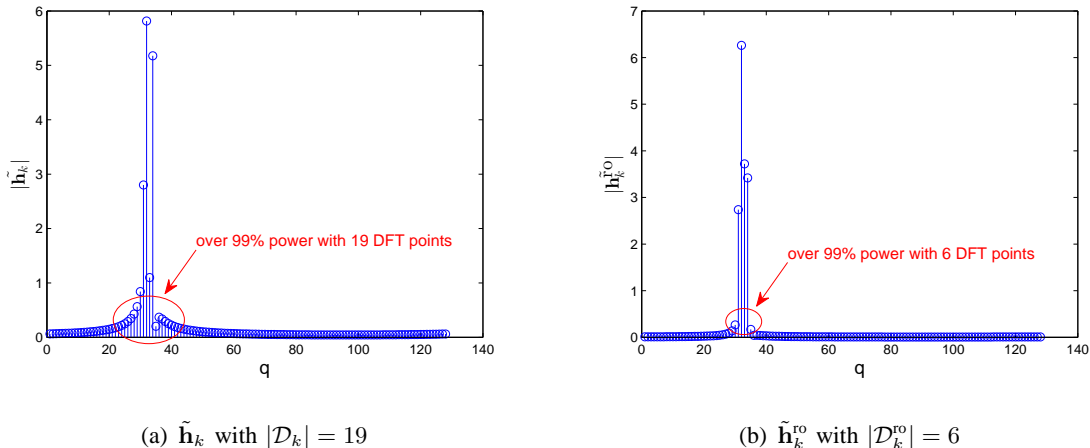 6
5
4
3
2
1
0
0 20 40 60 80 100 120 140
|h̃_k|
q
over 99% power with 19 DFT points
(a) h̃_k with |𝒟_k| = 19
7
6
5
4
3
2
1
0
0 20 40 60 80 100 120 140
|h̃_k^ro|
q
over 99% power with 6 DFT points
(b) h̃_k^ro with |𝒟_k^ro| = 6